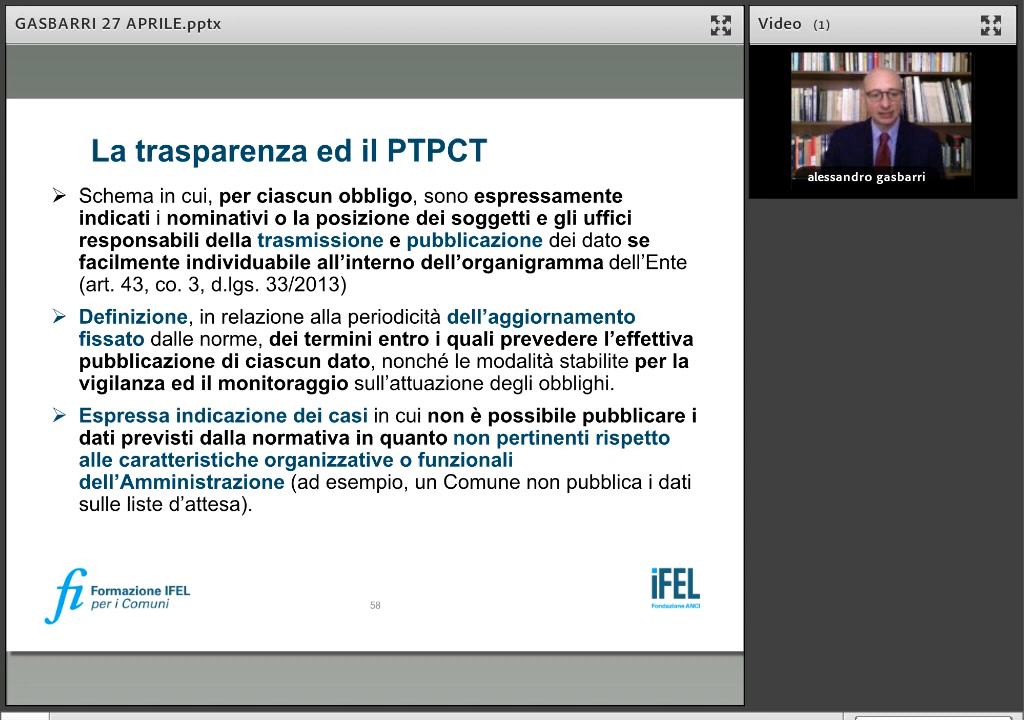 GASBARRI 27 APRILE.pptx
Video (1)
alessandro gasbarri
La trasparenza ed il PTPCT
Schema in cui, per ciascun obbligo, sono espressamente
indicati i nominativi o la posizione dei soggetti e gli uffici
responsabili della trasmissione e pubblicazione dei dato se
facilmente individuabile all’interno dell’organigramma dell’Ente
(art. 43, co. 3, d.lgs. 33/2013)
Definizione, in relazione alla periodicità dell’aggiornamento
fissato dalle norme, dei termini entro i quali prevedere l’effettiva
pubblicazione di ciascun dato, nonché le modalità stabilite per la
vigilanza ed il monitoraggio sull’attuazione degli obblighi.
Espressa indicazione dei casi in cui non è possibile pubblicare i
dati previsti dalla normativa in quanto non pertinenti rispetto
alle caratteristiche organizzative o funzionali
dell’Amministrazione (ad esempio, un Comune non pubblica i dati
sulle liste d’attesa).
fi Formazione IFEL
per i Comuni
58
iFEL
Fondazione ANCI